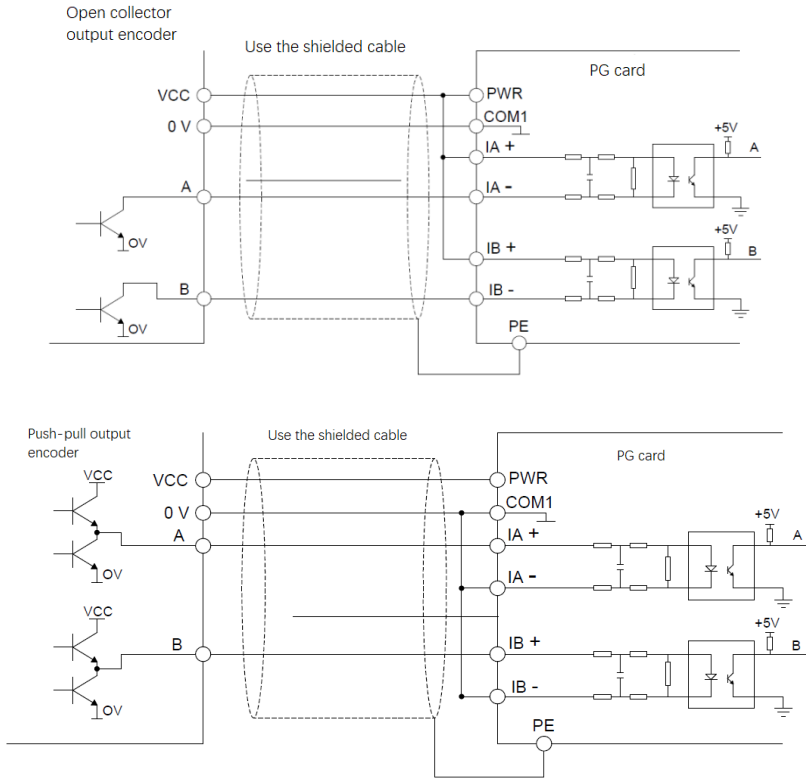 Open collector
output encoder
Use the shielded cable
PG card
VCC
PWR
0 V
COM1
+5V
IA +
A
A
IA -
OV
+5V
IB +
B
B
IB -
OV
PE
Push-pull output
encoder
Use the shielded cable
PG card
VCC
VCC
PWR
0 V
COM1
+5V
A
IA +
A
OV
IA -
VCC
+5V
B
IB +
B
OV
IB -
PE